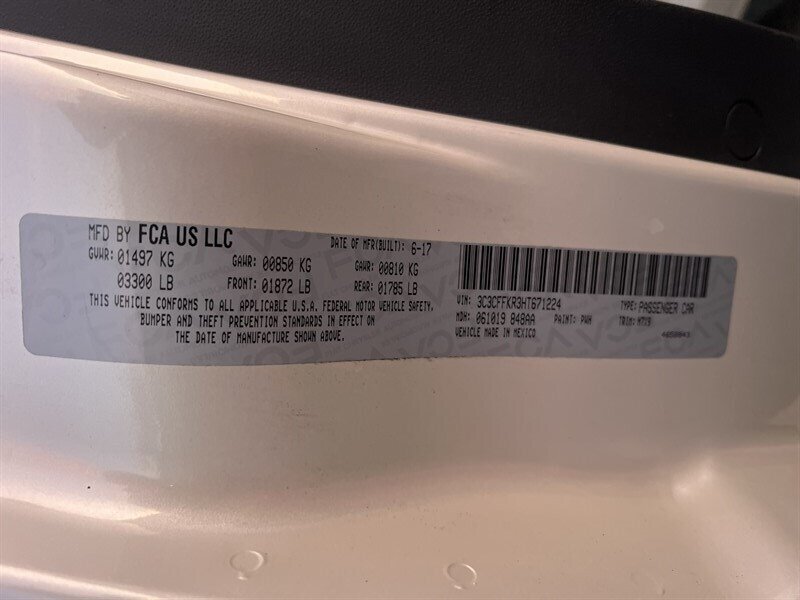 MFD BY FCA US LLC DATE OF MFR(BUILT): 6-17
GVWR: 01497 KG GAWR: 00850 KG GAWR: 00810 KG
03300 LB FRONT: 01872 LB REAR: 01785 LB
THIS VEHICLE CONFORMS TO ALL APPLICABLE U.S.A. FEDERAL MOTOR VEHICLE SAFETY,
BUMPER AND THEFT PREVENTION STANDARDS IN EFFECT ON
THE DATE OF MANUFACTURE SHOWN ABOVE.
VIN: 3C3CFFKR3HT671224 TYPE: PASSENGER CAR
MDH: 061019 848AA PAINT: PWH TRIM: M7X9
VEHICLE MADE IN MEXICO